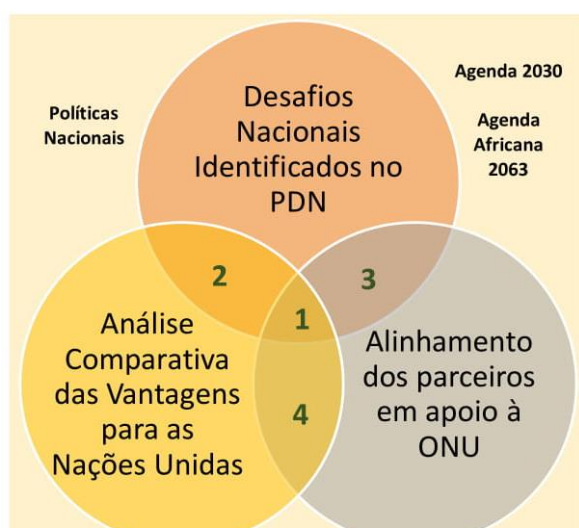 Políticas
Nacionais
Desafios
Nacionais
Identificados no
PDN
Agenda 2030
Agenda
Africana
2063
2
3
1
4
Análise
Comparativa
das Vantagens
para as
Nações Unidas
Alinhamento
dos parceiros
em apoio à
ONU